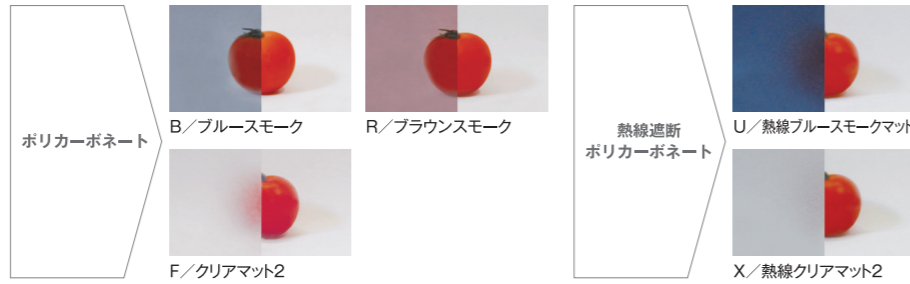 ポリカーボネート
B／ブルースモーク
R／ブラウンスモーク
F／クリアマット2
熱線遮断
ポリカーボネート
U／熱線ブルースモークマット
X／熱線クリアマット2